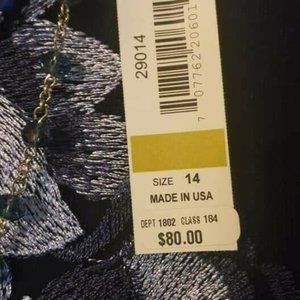 29014
7 07762 20601
SIZE 14
MADE IN USA
DEPT 1802 CLASS 184
$80.00